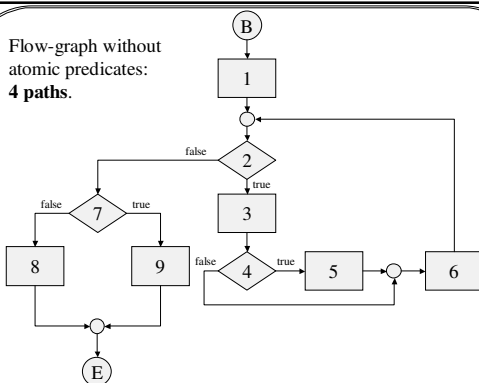 Flow-graph without
atomic predicates:
4 paths.
B
1
2
false
true
3
7
false
true
8
9
4
false
true
5
6
E